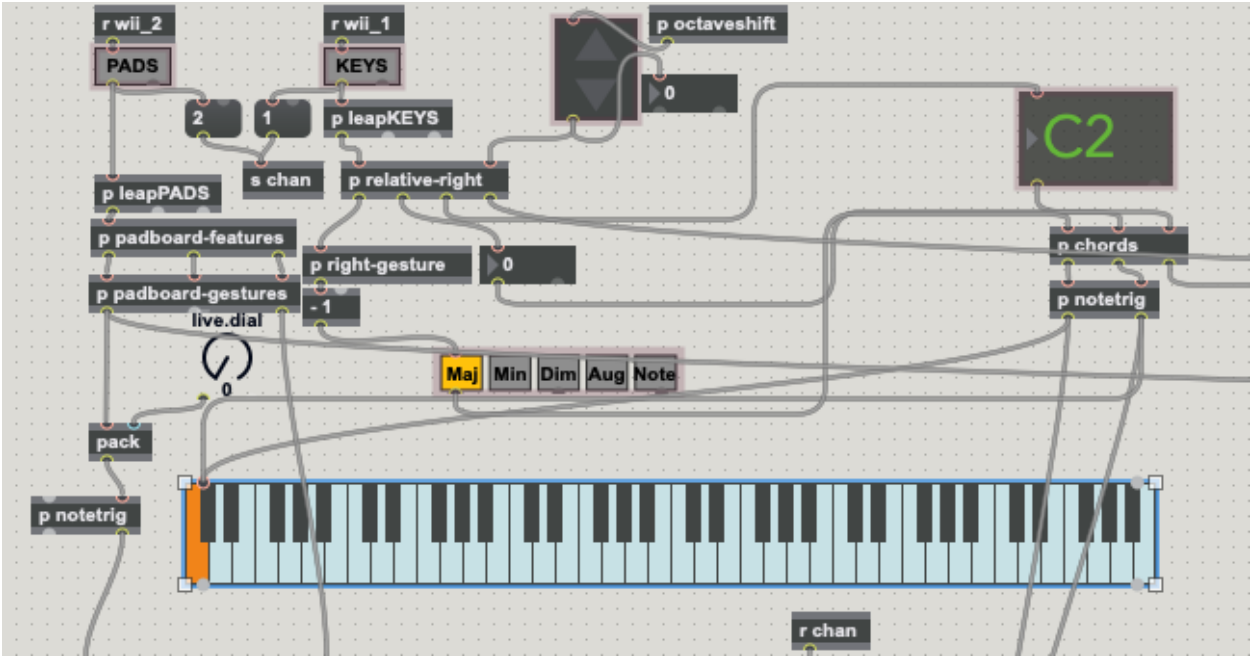 r wii_2
r wii_1
p octaveshift
PADS
KEYS
0
2
1
p leapKEYS
C2
p leapPADS
s chan
p relative-right
p padboard-features
p right-gesture
0
p chords
p padboard-gestures
- 1
p notetrig
live.dial
0
Maj Min Dim Aug Note
pack
p notetrig
r chan